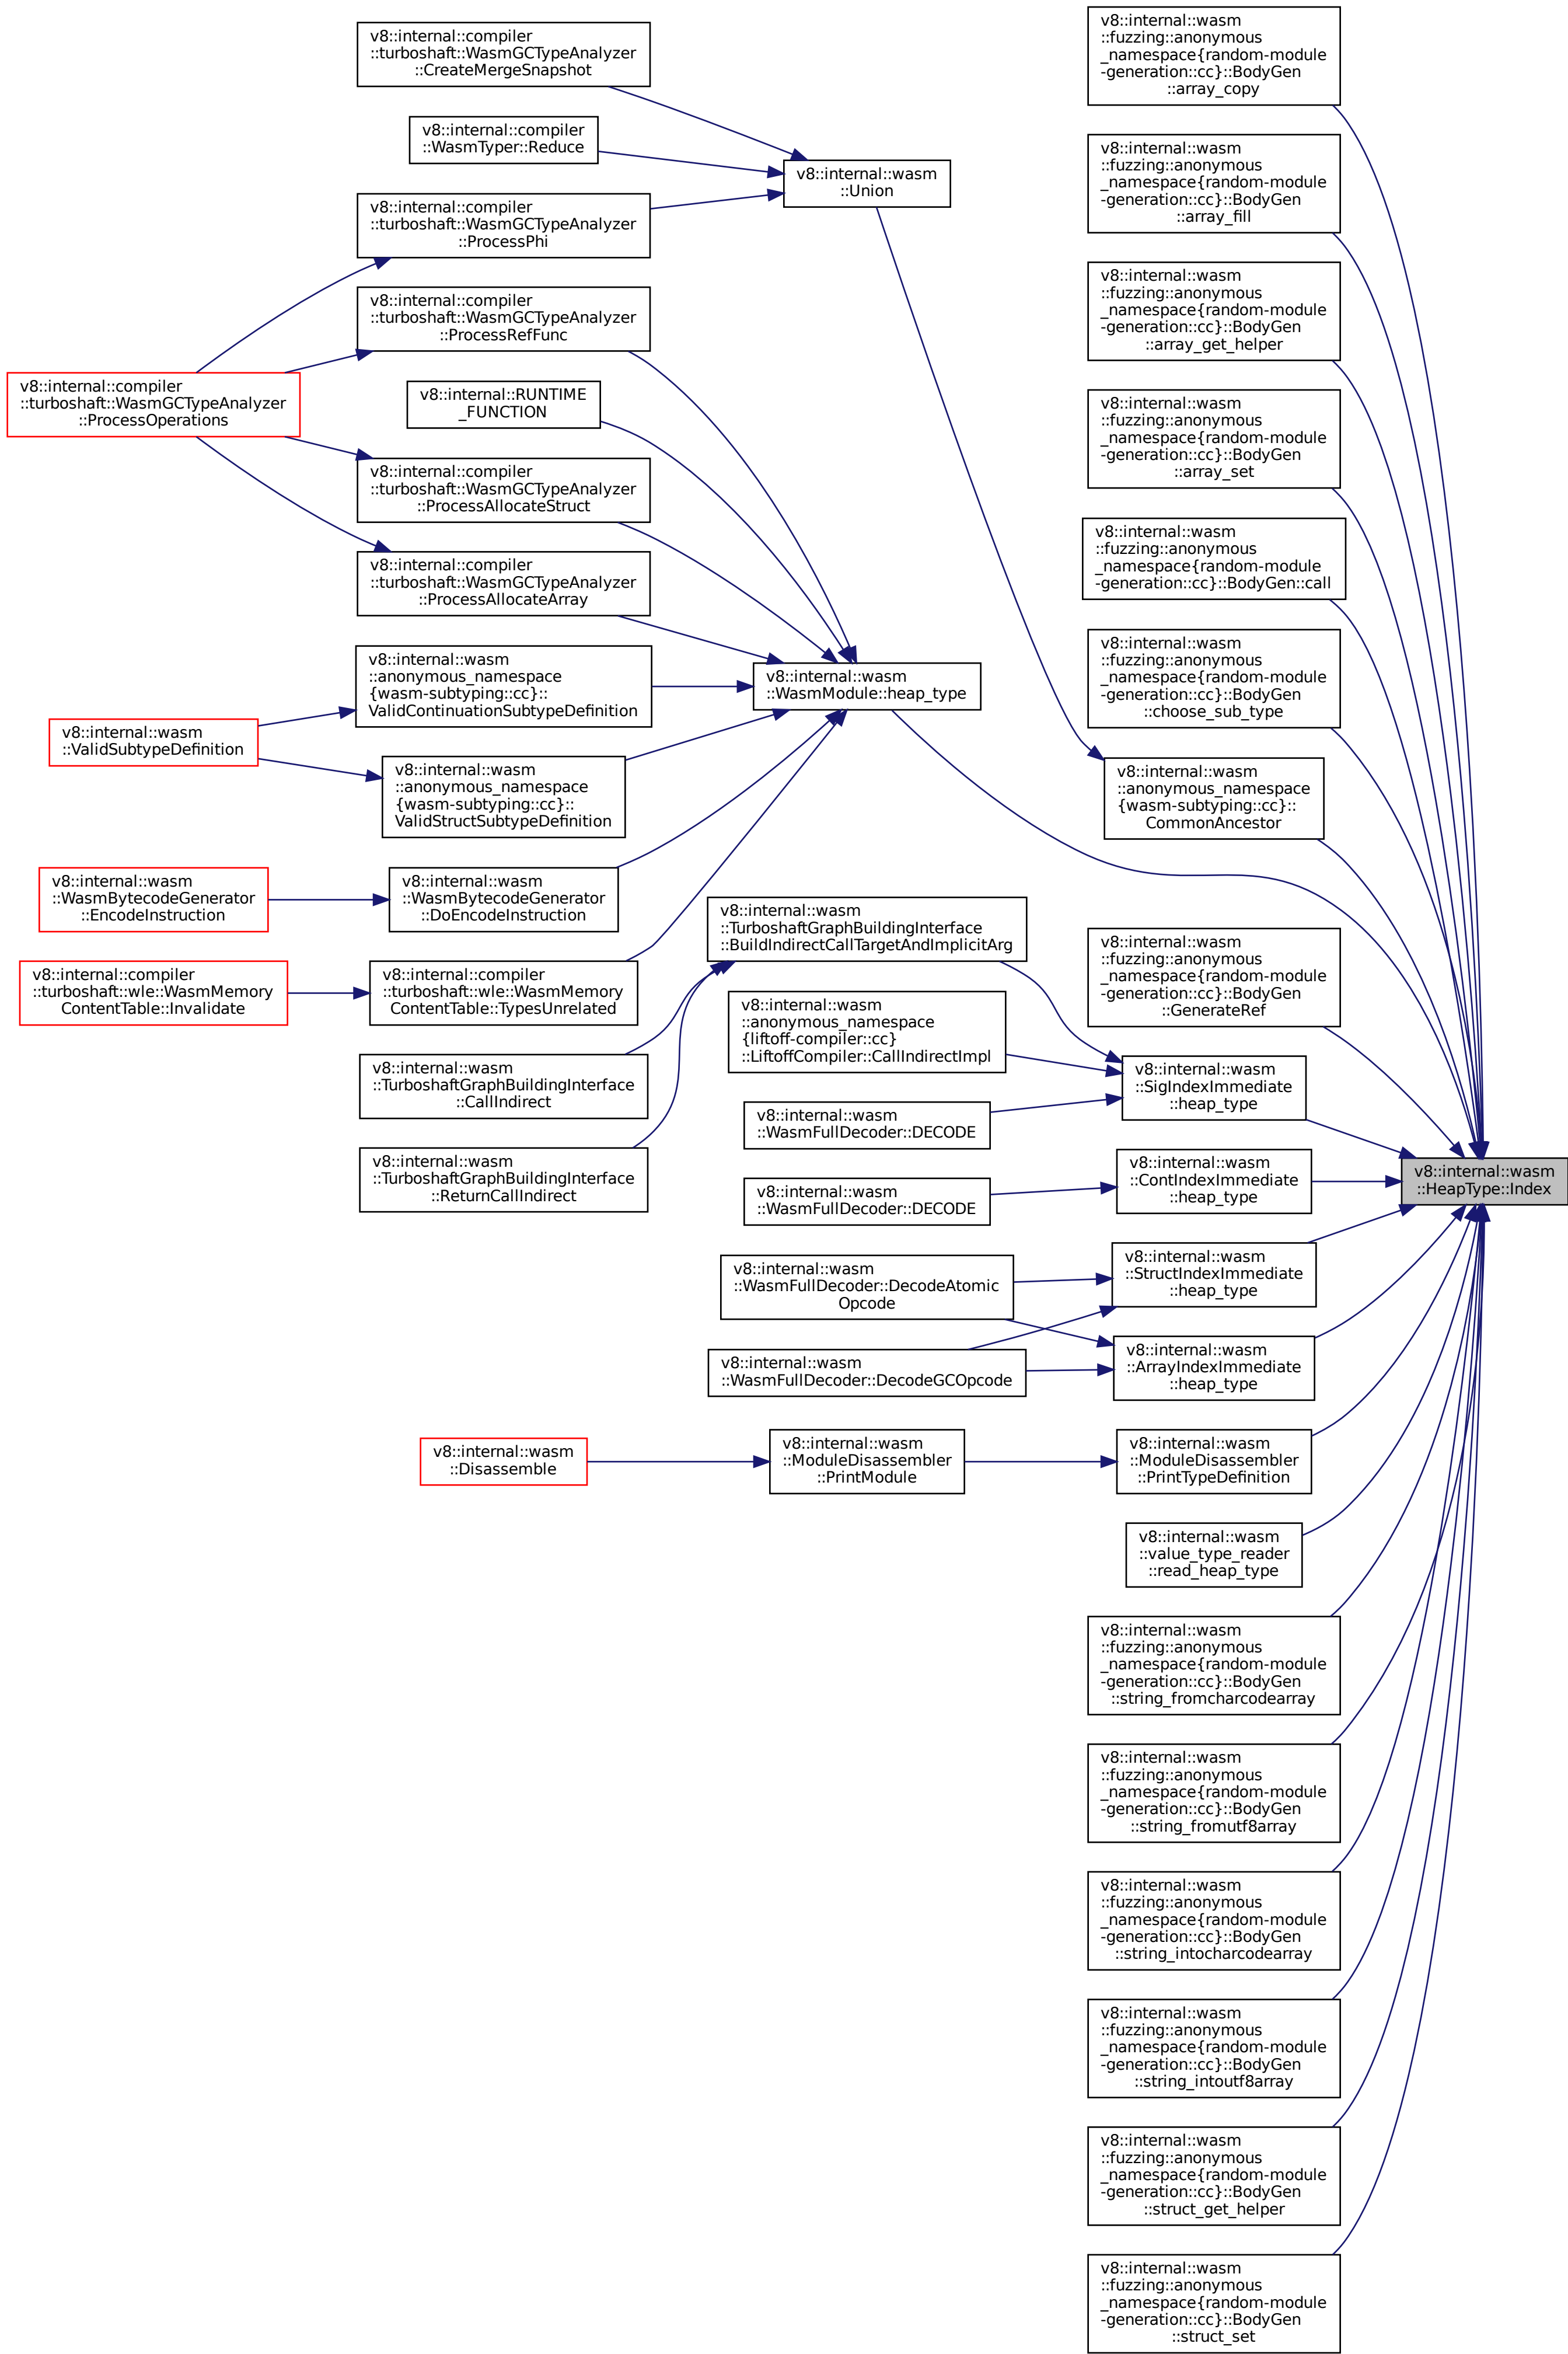 v8::internal::compiler
::turboshaft::WasmGCTypeAnalyzer
::ProcessOperations
v8::internal::wasm
::ValidSubtypeDefinition
v8::internal::wasm
::WasmBytecodeGenerator
::EncodeInstruction
v8::internal::compiler
::turboshaft::wle::WasmMemory
ContentTable::Invalidate
v8::internal::compiler
::turboshaft::WasmGCTypeAnalyzer
::CreateMergeSnapshot
v8::internal::compiler
::WasmTyper::Reduce
v8::internal::compiler
::turboshaft::WasmGCTypeAnalyzer
::ProcessPhi
v8::internal::compiler
::turboshaft::WasmGCTypeAnalyzer
::ProcessRefFunc
v8::internal::RUNTIME
_FUNCTION
v8::internal::compiler
::turboshaft::WasmGCTypeAnalyzer
::ProcessAllocateStruct
v8::internal::compiler
::turboshaft::WasmGCTypeAnalyzer
::ProcessAllocateArray
v8::internal::wasm
::anonymous_namespace
{wasm-subtyping::cc}::
ValidContinuationSubtypeDefinition
v8::internal::wasm
::anonymous_namespace
{wasm-subtyping::cc}::
ValidStructSubtypeDefinition
v8::internal::wasm
::WasmBytecodeGenerator
::DoEncodeInstruction
v8::internal::compiler
::turboshaft::wle::WasmMemory
ContentTable::TypesUnrelated
v8::internal::wasm
::TurboshaftGraphBuildingInterface
::CallIndirect
v8::internal::wasm
::TurboshaftGraphBuildingInterface
::ReturnCallIndirect
v8::internal::wasm
::Disassemble
v8::internal::wasm
::Union
v8::internal::wasm
::WasmModule::heap_type
v8::internal::wasm
::TurboshaftGraphBuildingInterface
::BuildIndirectCallTargetAndImplicitArg
v8::internal::wasm
::anonymous_namespace
{liftoff-compiler::cc}
::LiftoffCompiler::CallIndirectImpl
v8::internal::wasm
::WasmFullDecoder::DECODE
v8::internal::wasm
::WasmFullDecoder::DECODE
v8::internal::wasm
::WasmFullDecoder::DecodeAtomic
Opcode
v8::internal::wasm
::WasmFullDecoder::DecodeGCOpcode
v8::internal::wasm
::ModuleDisassembler
::PrintModule
v8::internal::wasm
::fuzzing::anonymous
_namespace{random-module
-generation::cc}::BodyGen
::array_copy
v8::internal::wasm
::fuzzing::anonymous
_namespace{random-module
-generation::cc}::BodyGen
::array_fill
v8::internal::wasm
::fuzzing::anonymous
_namespace{random-module
-generation::cc}::BodyGen
::array_get_helper
v8::internal::wasm
::fuzzing::anonymous
_namespace{random-module
-generation::cc}::BodyGen
::array_set
v8::internal::wasm
::fuzzing::anonymous
_namespace{random-module
-generation::cc}::BodyGen::call
v8::internal::wasm
::fuzzing::anonymous
_namespace{random-module
-generation::cc}::BodyGen
::choose_sub_type
v8::internal::wasm
::anonymous_namespace
{wasm-subtyping::cc}::
CommonAncestor
v8::internal::wasm
::fuzzing::anonymous
_namespace{random-module
-generation::cc}::BodyGen
::GenerateRef
v8::internal::wasm
::SigIndexImmediate
::heap_type
v8::internal::wasm
::ContIndexImmediate
::heap_type
v8::internal::wasm
::StructIndexImmediate
::heap_type
v8::internal::wasm
::ArrayIndexImmediate
::heap_type
v8::internal::wasm
::ModuleDisassembler
::PrintTypeDefinition
v8::internal::wasm
::value_type_reader
::read_heap_type
v8::internal::wasm
::fuzzing::anonymous
_namespace{random-module
-generation::cc}::BodyGen
::string_fromcharcodearray
v8::internal::wasm
::fuzzing::anonymous
_namespace{random-module
-generation::cc}::BodyGen
::string_fromutf8array
v8::internal::wasm
::fuzzing::anonymous
_namespace{random-module
-generation::cc}::BodyGen
::string_intocharcodearray
v8::internal::wasm
::fuzzing::anonymous
_namespace{random-module
-generation::cc}::BodyGen
::string_intoutf8array
v8::internal::wasm
::fuzzing::anonymous
_namespace{random-module
-generation::cc}::BodyGen
::struct_get_helper
v8::internal::wasm
::fuzzing::anonymous
_namespace{random-module
-generation::cc}::BodyGen
::struct_set
v8::internal::wasm
::HeapType::Index